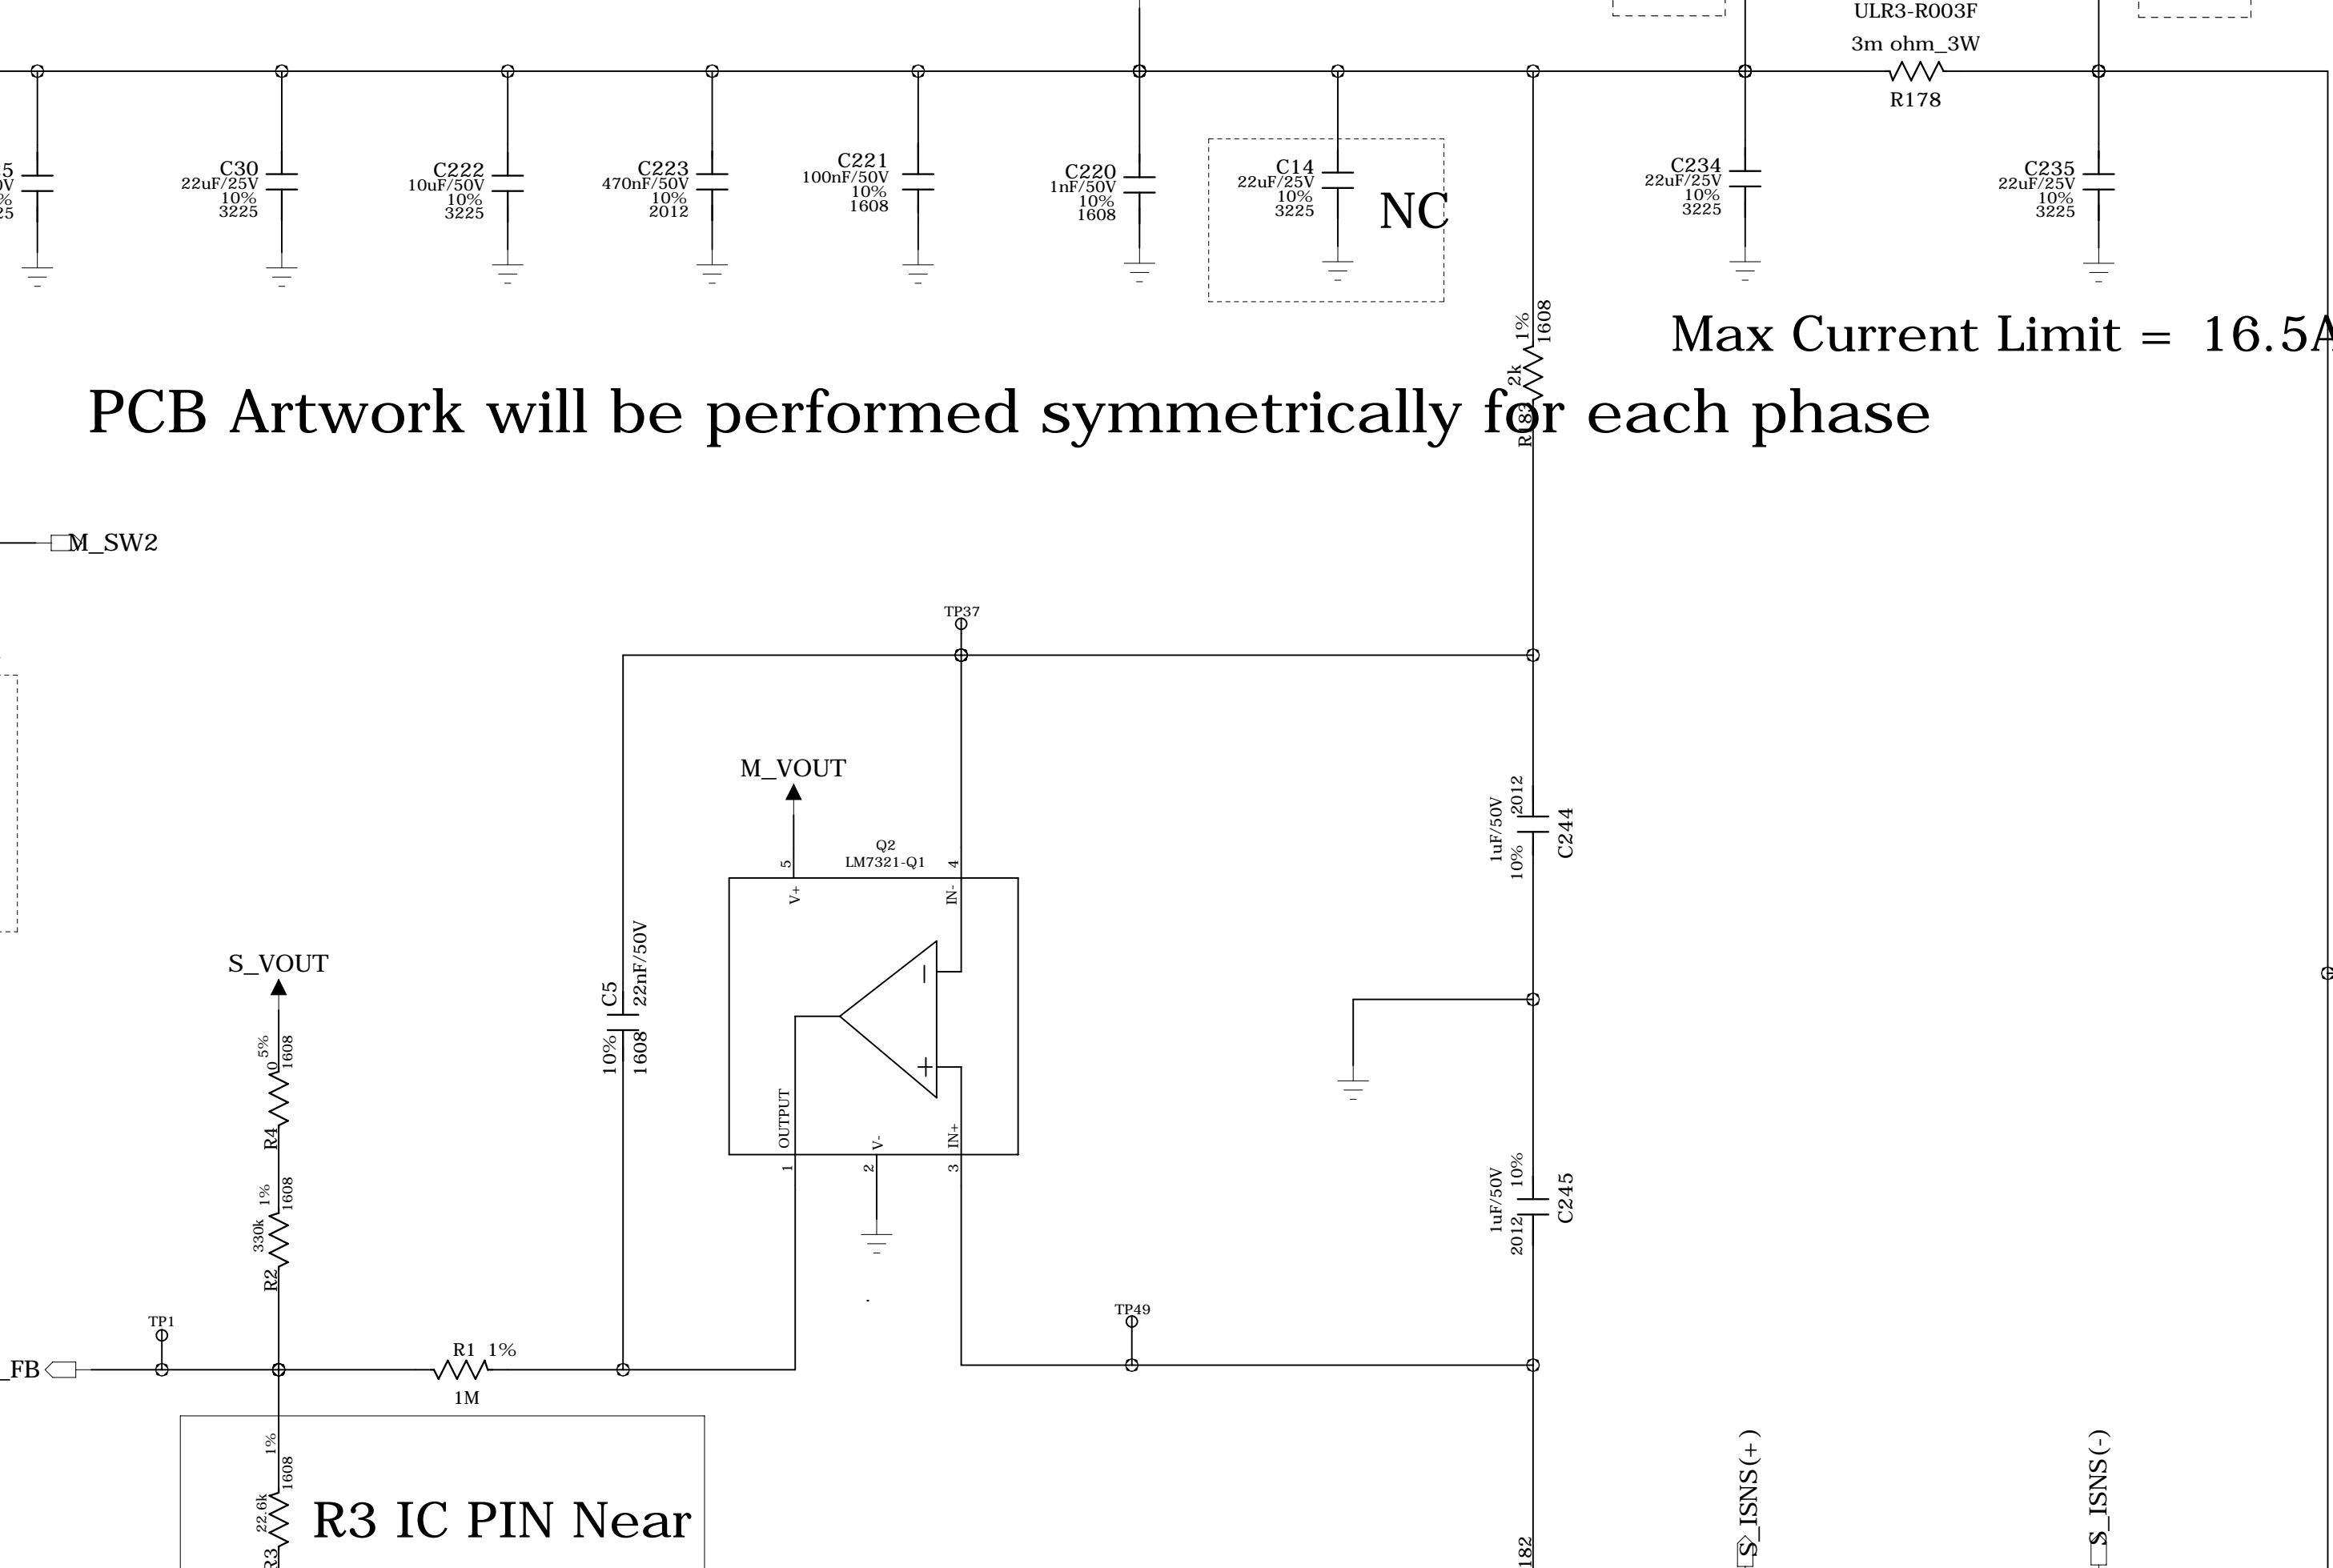 ULR3-R003F
3m ohm_3W
R178
C30
22uF/25V
10%
3225
C222
10uF/50V
10%
3225
C223
470nF/50V
10%
2012
C221
100nF/50V
10%
1608
C220
1nF/50V
10%
1608
C14
22uF/25V
10%
3225
NC
C234
22uF/25V
10%
3225
C235
22uF/25V
10%
3225
1%
1608
2k
R183
Max Current Limit = 16.5A
PCB Artwork will be performed symmetrically for each phase
M_SW2
TP37
M_VOUT
Q2
LM7321-Q1
5
4
V+
IN-
2012
1uF/50V
10%
C244
S_VOUT
C5
22nF/50V
10%
1608
5%
0
1608
R4
OUTPUT
V-
IN+
1
2
3
1%
1608
330k
R2
10%
1uF/50V
2012
C245
TP1
TP49
_FB
R1 1%
1M
1%
1608
22.6k
R3
R3 IC PIN Near
182
S_ISNS(+)
S_ISNS(-)